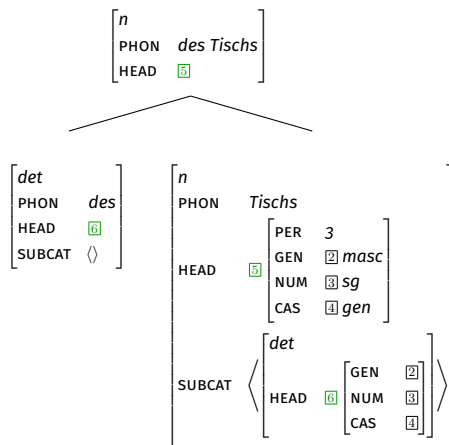 n
PHON des Tischs
HEAD 5
det
PHON des
HEAD 6
SUBCAT ⟨⟩
n
PHON Tischs
HEAD 5
PER 3
GEN 2 masc
NUM 3 sg
CAS 4 gen
SUBCAT ⟨
det
HEAD 6
GEN 2
NUM 3
CAS 4
⟩